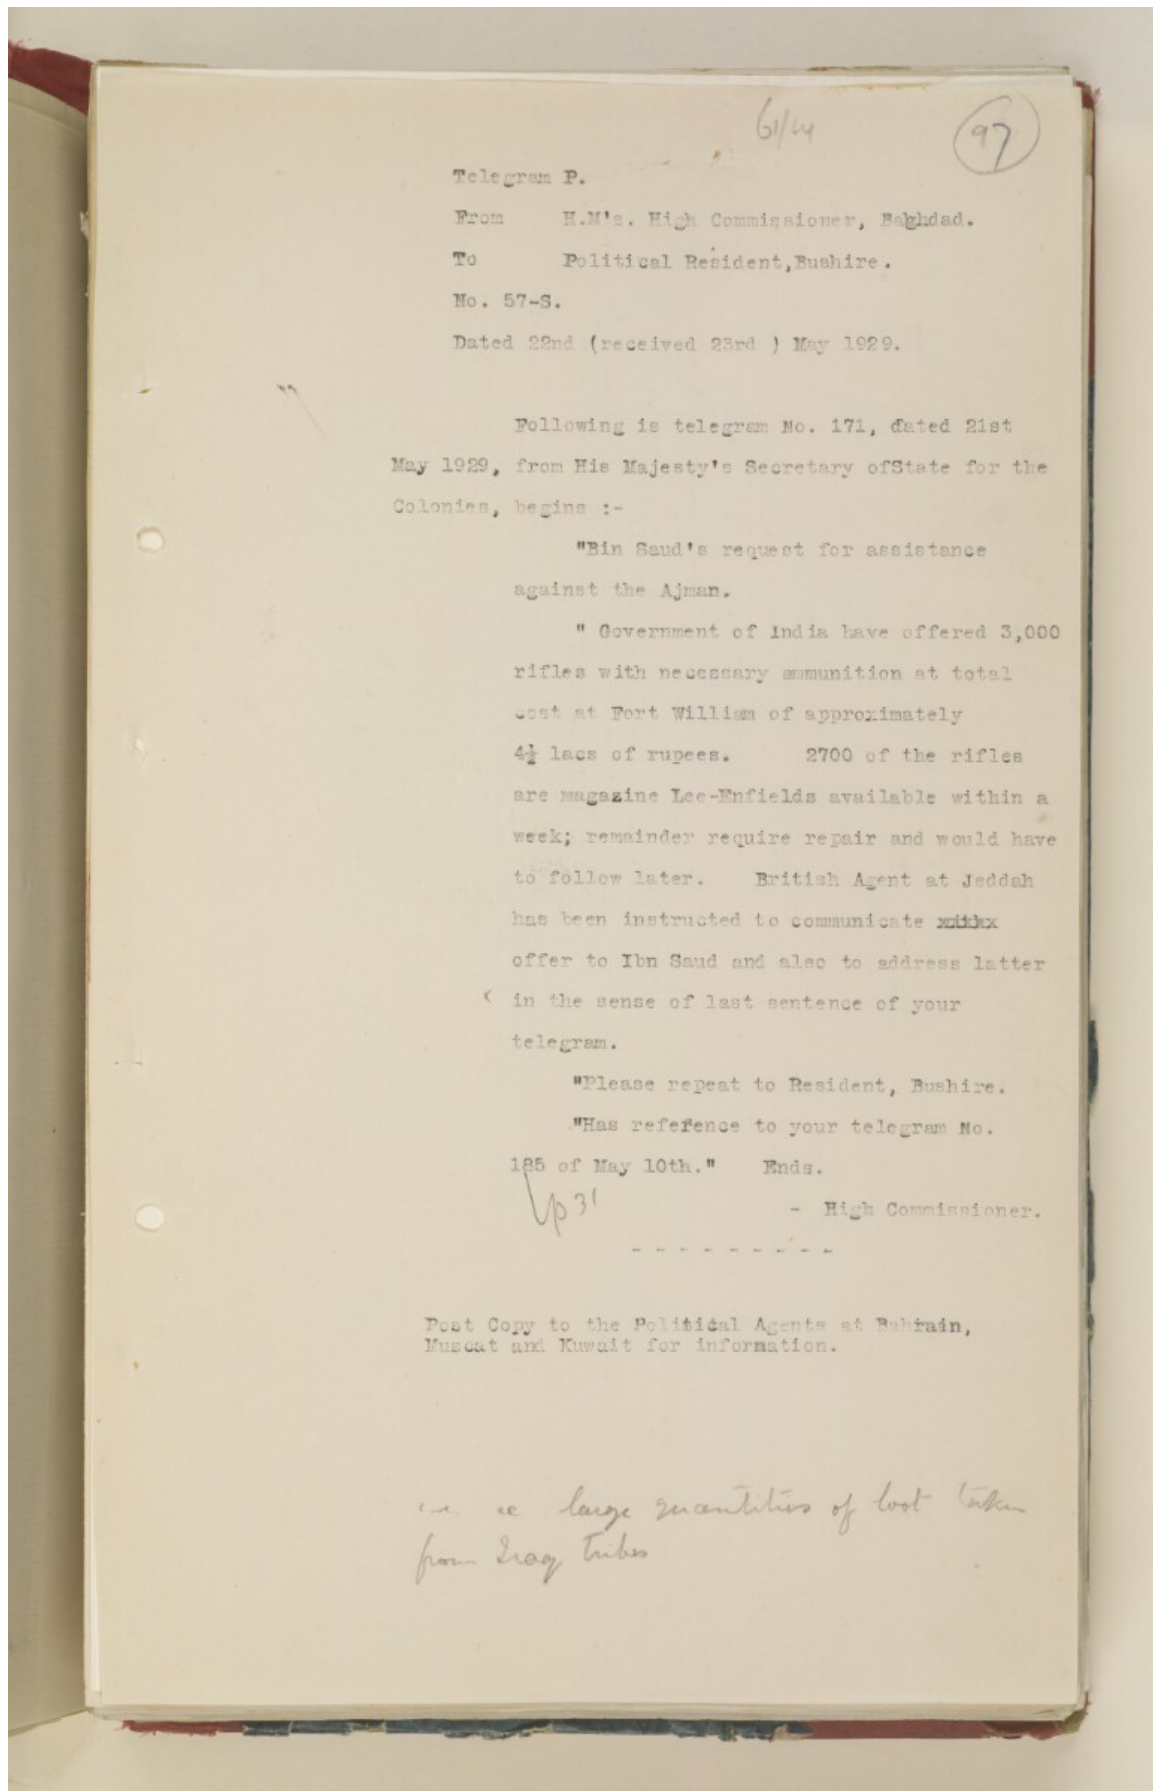 61/14
97
Telegram P.
From H.M's. High Commissioner, Baghdad.
To Political Resident,Bushire.
No. 57-S.
Dated 22nd (received 23rd ) May 1929.
Following is telegram No. 171, dated 21st
May 1929, from His Majesty's Secretary ofState for the
Colonies, begins :-
"Bin Saud's request for assistance
against the Ajman.
" Government of India have offered 3,000
rifles with necessary ammunition at total
cost at Fort William of approximately
4½ lacs of rupees. 2700 of the rifles
are magazine Lee-Enfields available within a
week; remainder require repair and would have
to follow later. British Agent at Jeddah
has been instructed to communicate
offer to Ibn Saud and also to address latter
in the sense of last sentence of your
telegram.
"Please repeat to Resident, Bushire.
"Has reference to your telegram No.
185 of May 10th." Ends.
p 31
- High Commissioner.
- - - - - - - - -
Post Copy to the Political Agents at Bahrain,
Muscat and Kuwait for information.
large quantities of loot taken
from Iraq tribes